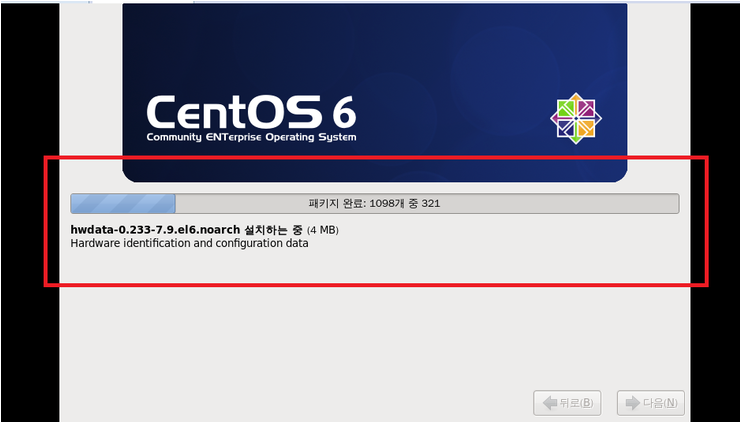 CentOS 6
Community ENTerprise Operating System
패키지 완료: 1098개 중 321
hwdata-0.233-7.9.el6.noarch 설치하는 중 (4 MB)
Hardware identification and configuration data
뒤로(B) 다음(N)